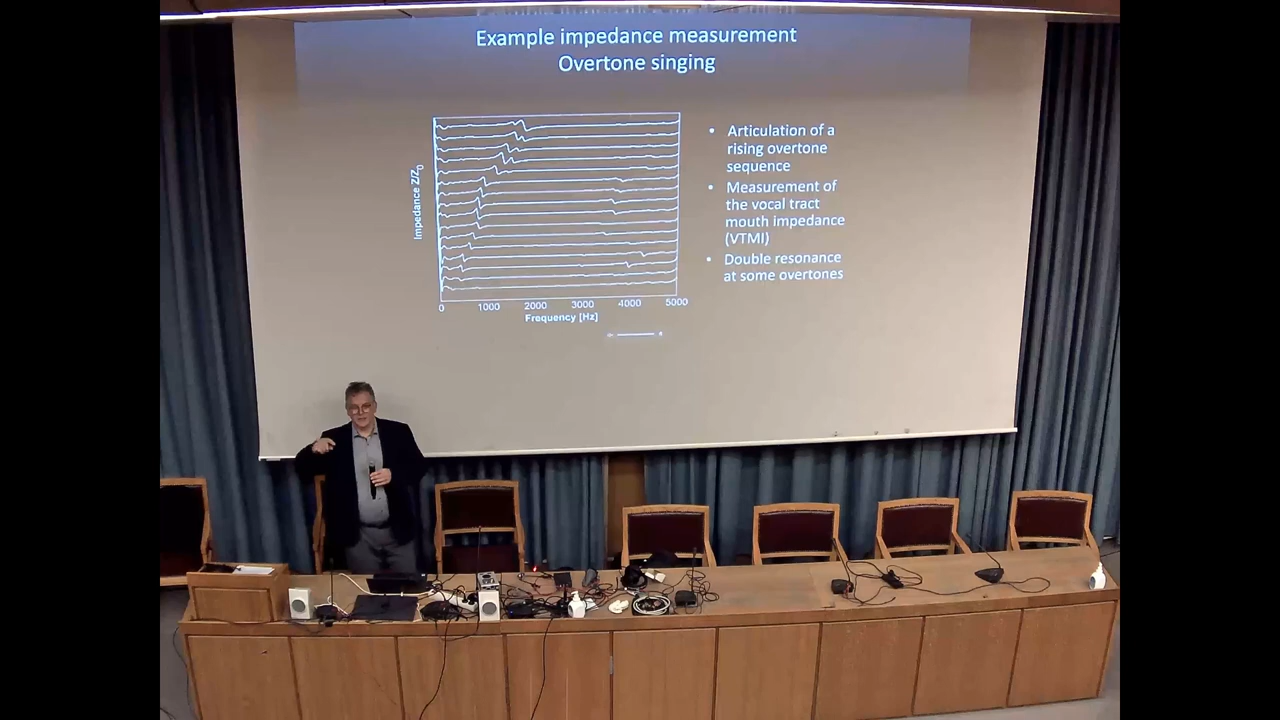 Example impedance measurement
Overtone singing
Impedance Z/Z0
0 1000 2000 3000 4000 5000
Frequency [Hz]
• Articulation of a
rising overtone
sequence
• Measurement of
the vocal tract
mouth impedance
(VTMI)
• Double resonance
at some overtones